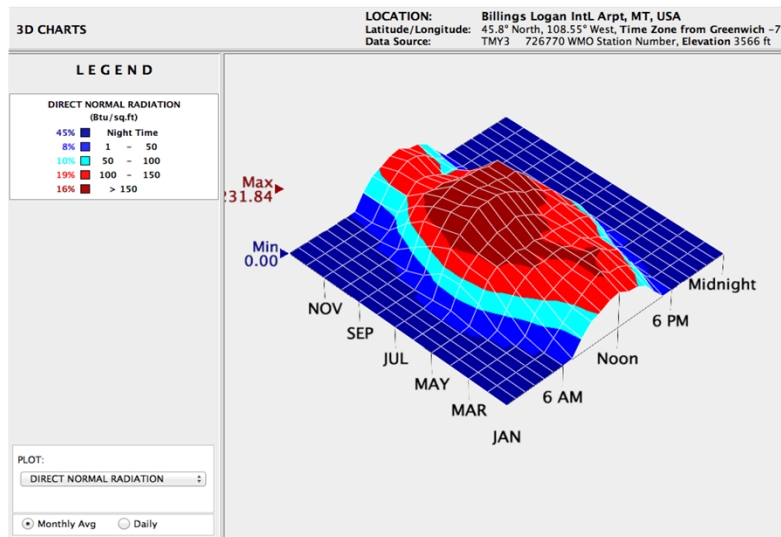 3D CHARTS
LOCATION: Billings Logan IntL Arpt, MT, USA
Latitude/Longitude: 45.8° North, 108.55° West, Time Zone from Greenwich -7
Data Source: TMY3 726770 WMO Station Number, Elevation 3566 ft
LEGEND
DIRECT NORMAL RADIATION
(Btu/sq.ft)
45% Night Time
8% 1 - 50
10% 50 - 100
19% 100 - 150
16% > 150
Max
231.84
Min
0.00
NOV
SEP
JUL
MAY
MAR
JAN
6 AM
Noon
6 PM
Midnight
PLOT:
DIRECT NORMAL RADIATION
Monthly Avg Daily